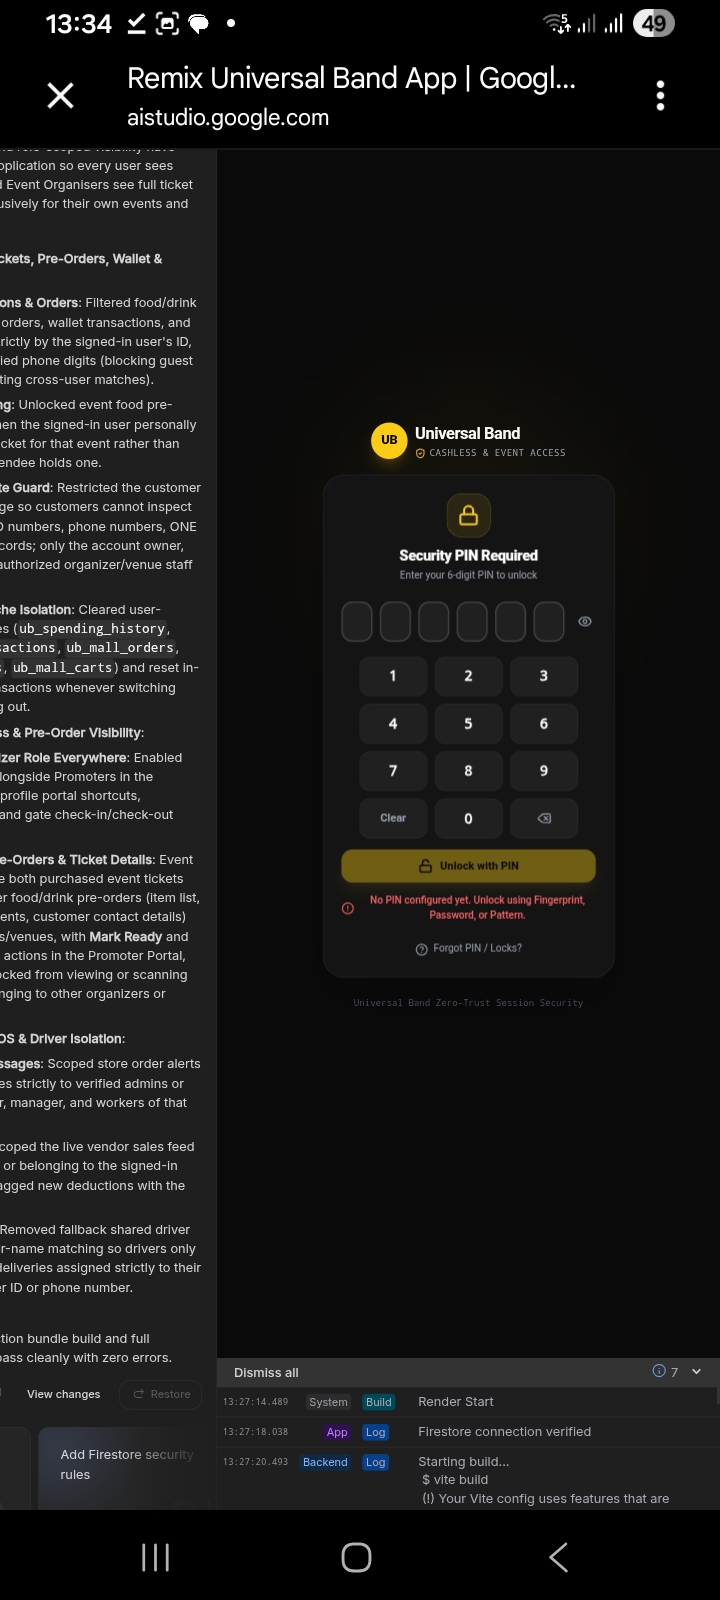 13:34
5
49
Remix Universal Band App | Googl...
aistudio.google.com
pplication so every user sees
d Event Organisers see full ticket
usively for their own events and
ckets, Pre-Orders, Wallet &
ons & Orders: Filtered food/drink
orders, wallet transactions, and
rictly by the signed-in user's ID,
ied phone digits (blocking guest
ting cross-user matches).
ng: Unlocked event food pre-
hen the signed-in user personally
icket for that event rather than
endee holds one.
te Guard: Restricted the customer
ge so customers cannot inspect
D numbers, phone numbers, ONE
cords; only the account owner,
authorized organizer/venue staff
he Isolation: Cleared user-
es (ub_spending_history,
sactions, ub_mall_orders,
s, ub_mall_carts) and reset in-
nsactions whenever switching
g out.
ss & Pre-Order Visibility:
izer Role Everywhere: Enabled
longside Promoters in the
profile portal shortcuts,
and gate check-in/check-out
e-Orders & Ticket Details: Event
e both purchased event tickets
er food/drink pre-orders (item list,
ents, customer contact details)
s/venues, with Mark Ready and
actions in the Promoter Portal,
ocked from viewing or scanning
nging to other organizers or
OS & Driver Isolation:
ssages: Scoped store order alerts
es strictly to verified admins or
r, manager, and workers of that
coped the live vendor sales feed
or belonging to the signed-in
agged new deductions with the
Removed fallback shared driver
r-name matching so drivers only
deliveries assigned strictly to their
er ID or phone number.
ction bundle build and full
pass cleanly with zero errors.
View changes
Restore
Add Firestore security
rules
UB
Universal Band
CASHLESS & EVENT ACCESS
Security PIN Required
Enter your 6-digit PIN to unlock
1 2 3
4 5 6
7 8 9
Clear 0
Unlock with PIN
No PIN configured yet. Unlock using Fingerprint,
Password, or Pattern.
Forgot PIN / Locks?
Universal Band Zero-Trust Session Security
Dismiss all
7
13:27:14.489 System Build Render Start
13:27:18.038 App Log Firestore connection verified
13:27:20.493 Backend Log Starting build...
$ vite build
(!) Your Vite config uses features that are